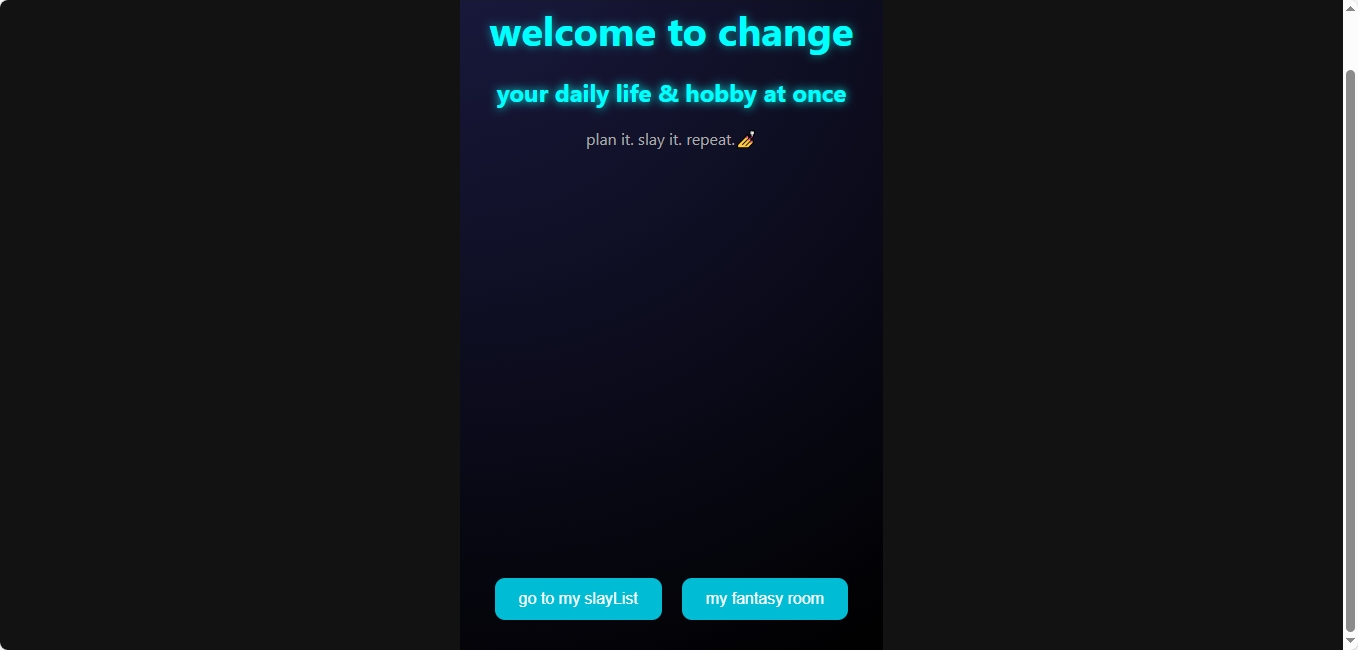 welcome to change
your daily life & hobby at once
plan it. slay it. repeat.💅
go to my slayList
my fantasy room